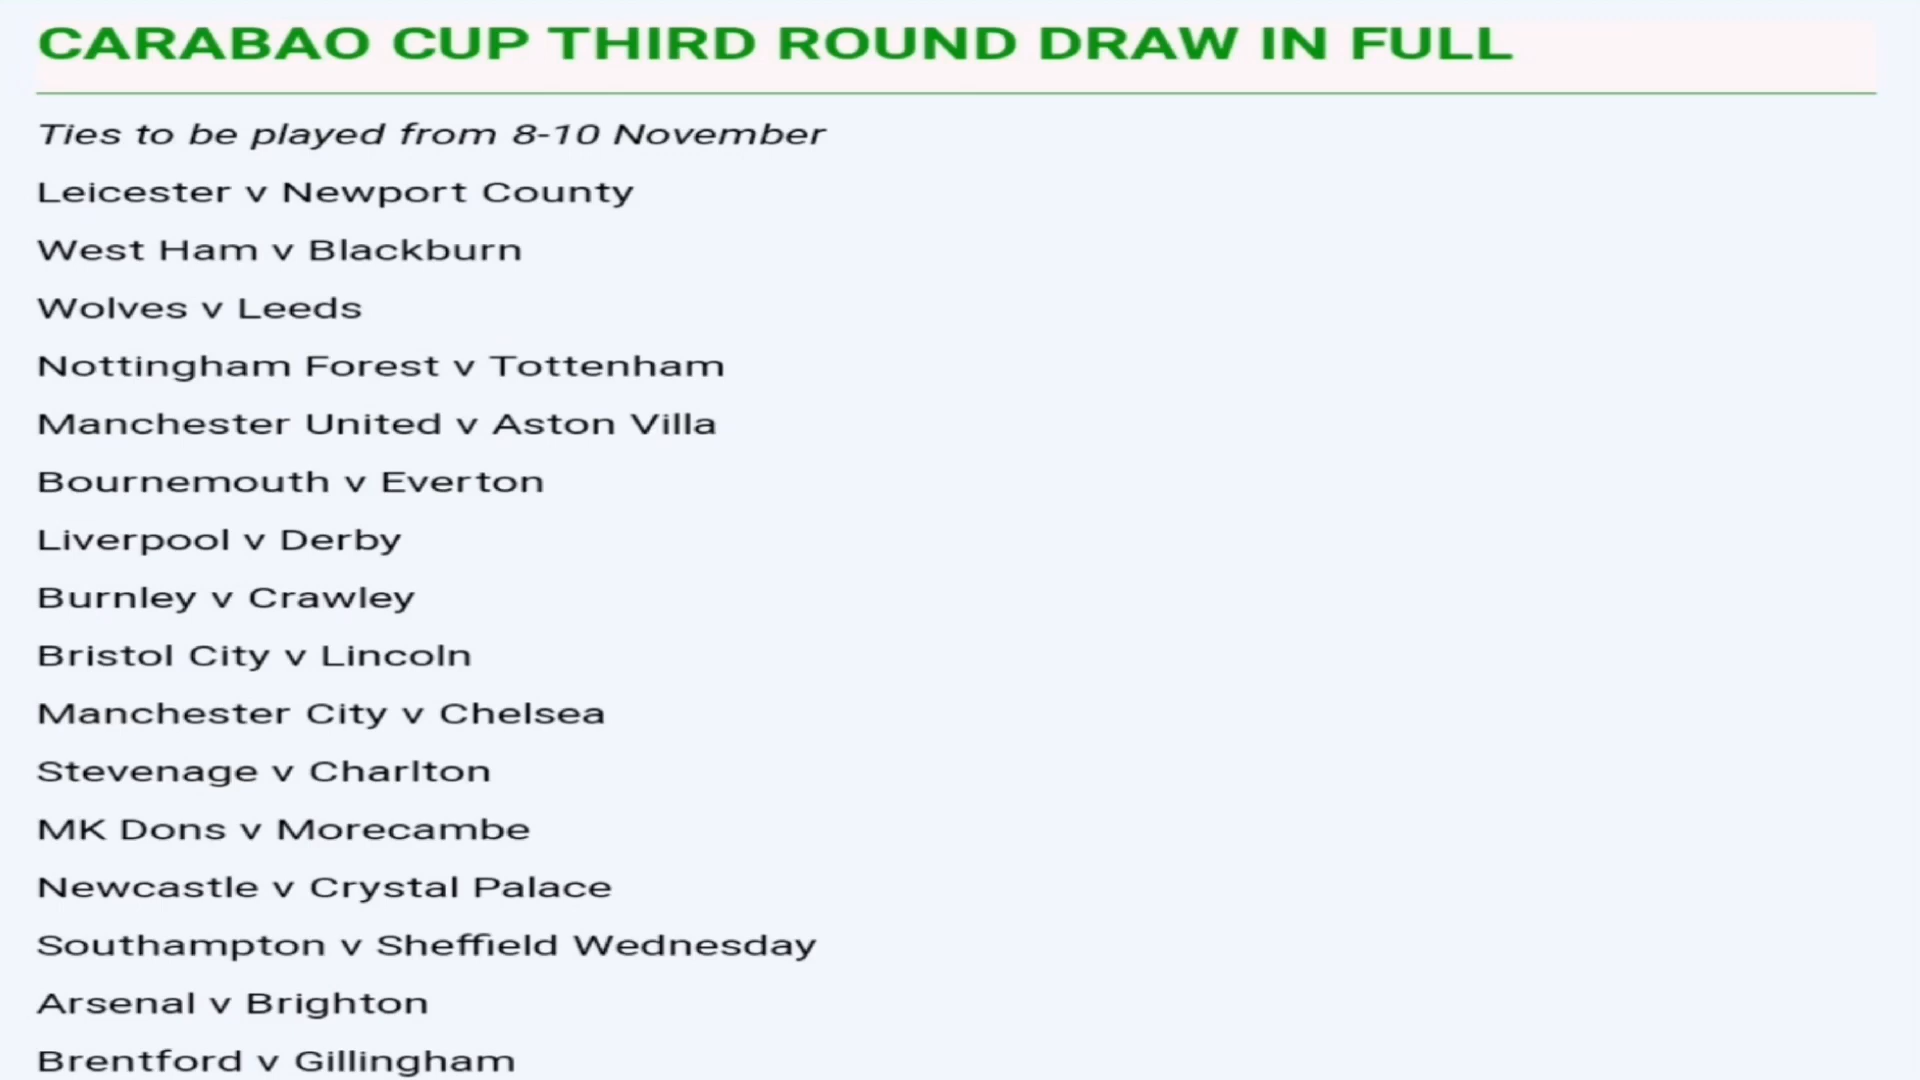 CARABAO CUP THIRD ROUND DRAW IN FULL
Ties to be played from 8-10 November
Leicester v Newport County
West Ham v Blackburn
Wolves v Leeds
Nottingham Forest v Tottenham
Manchester United v Aston Villa
Bournemouth v Everton
Liverpool v Derby
Burnley v Crawley
Bristol City v Lincoln
Manchester City v Chelsea
Stevenage v Charlton
MK Dons v Morecambe
Newcastle v Crystal Palace
Southampton v Sheffield Wednesday
Arsenal v Brighton
Brentford v Gillingham